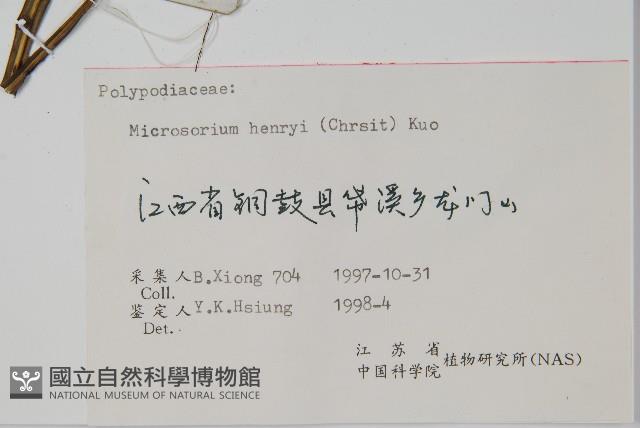 Polypodiaceae:
Microsorium henryi (Chrsit) Kuo
江西省铜鼓县 溪乡龙门山
采集人 B.Xiong 704 1997-10-31
Coll.
鉴定人 Y.K.Hsiung 1998-4
Det.
江苏省
中国科学院 植物研究所(NAS)
國立自然科學博物館
NATIONAL MUSEUM OF NATURAL SCIENCE